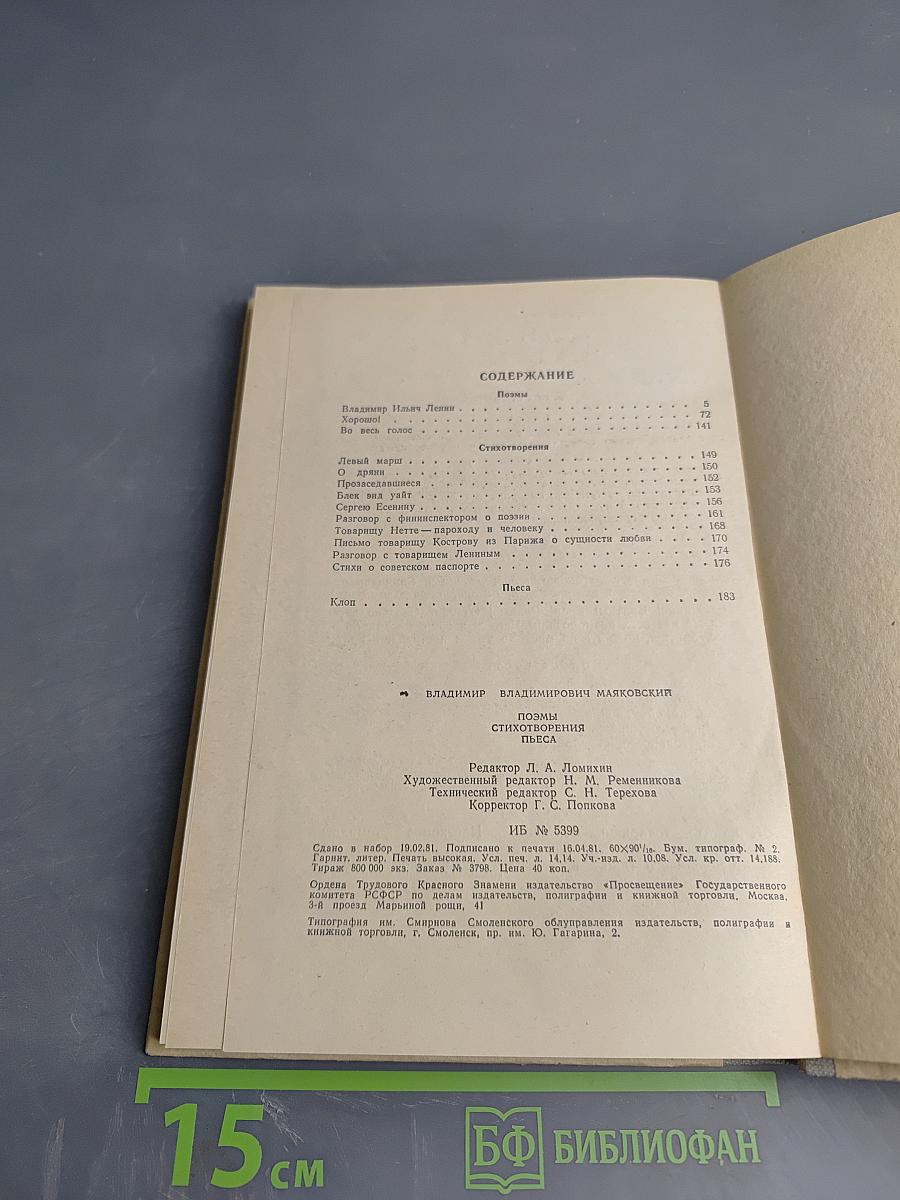 СОДЕРЖАНИЕ
Поэмы
Владимир Ильич Ленин . . . . . . . . . . . . . . . . . . . 5
Хорошо! . . . . . . . . . . . . . . . . . . . . . . . . 72
Во весь голос . . . . . . . . . . . . . . . . . . . . . . 141
Стихотворения
Левый марш . . . . . . . . . . . . . . . . . . . . . . 149
О дряни . . . . . . . . . . . . . . . . . . . . . . . 150
Прозаседавшиеся . . . . . . . . . . . . . . . . . . . . 152
Блек энд уайт . . . . . . . . . . . . . . . . . . . . . 153
Сергею Есенину . . . . . . . . . . . . . . . . . . . . 156
Разговор с фининспектором о поэзии . . . . . . . . . . . . 161
Товарищу Нетте — пароходу и человеку . . . . . . . . . . . 168
Письмо товарищу Кострову из Парижа о сущности любви . . . . 170
Разговор с товарищем Лениным . . . . . . . . . . . . . . 174
Стихи о советском паспорте . . . . . . . . . . . . . . . . 176
Пьеса
Клоп . . . . . . . . . . . . . . . . . . . . . . . . . 183
ВЛАДИМИР ВЛАДИМИРОВИЧ МАЯКОВСКИЙ
ПОЭМЫ
СТИХОТВОРЕНИЯ
ПЬЕСА
Редактор Л. А. Ломихин
Художественный редактор Н. М. Ременникова
Технический редактор С. Н. Терехова
Корректор Г. С. Попкова
ИБ № 5399
Сдано в набор 19.02.81. Подписано к печати 16.04.81. 60×90¹/₁₆. Бум. типограф. № 2.
Гарнит. литер. Печать высокая. Усл. печ. л. 14,14. Уч.-изд. л. 10,08. Усл. кр. отт. 14,188.
Тираж 800 000 экз. Заказ № 3798. Цена 40 коп.
Ордена Трудового Красного Знамени издательство «Просвещение» Государственного
комитета РСФСР по делам издательств, полиграфии и книжной торговли. Москва,
3-й проезд Марьиной рощи, 41
Типография им. Смирнова Смоленского облуправления издательств, полиграфии и
книжной торговли, г. Смоленск, пр. им. Ю. Гагарина, 2.
15 см
БФ БИБЛИОФАН